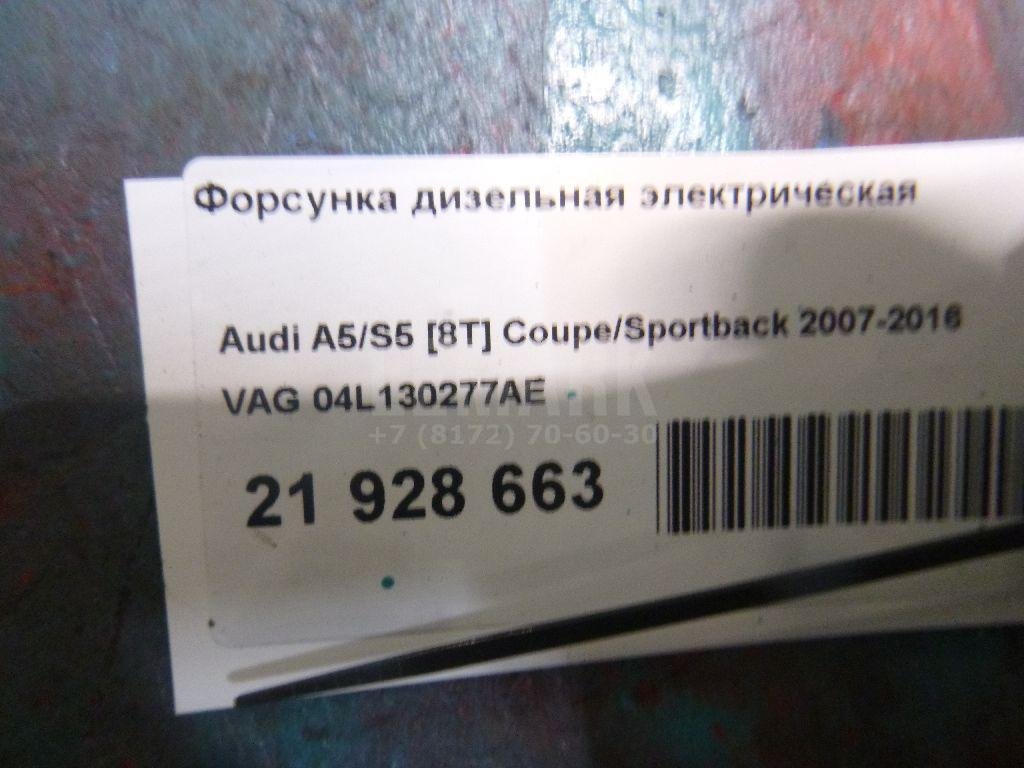 Форсунка дизельная электрическая
Audi A5/S5 [8T] Coupe/Sportback 2007-2016
VAG 04L130277AE
+7 (8172) 70-60-30
21 928 663